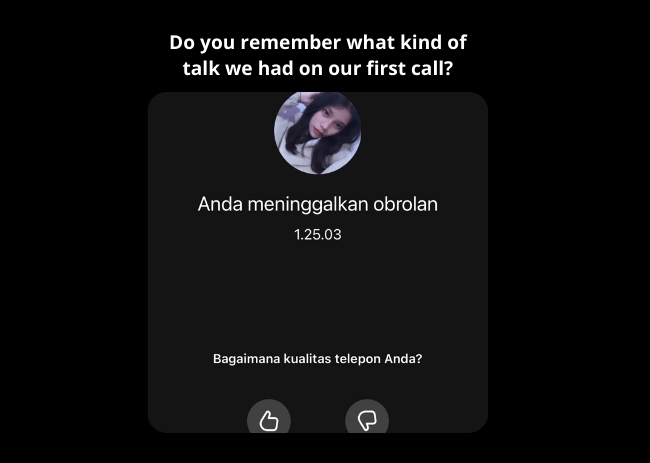 Do you remember what kind of
talk we had on our first call?
Anda meninggalkan obrolan
1.25.03
Bagaimana kualitas telepon Anda?